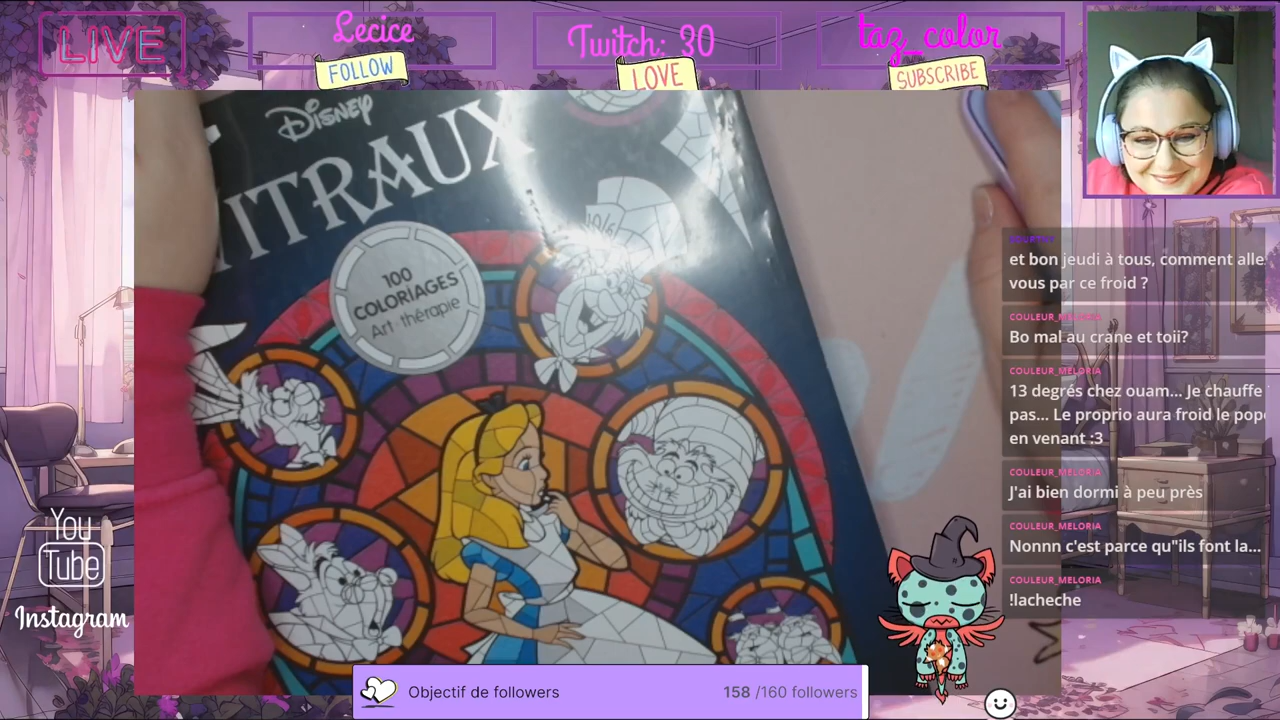 LIVE
Lecice
FOLLOW
Twitch: 30
LOVE
taz_color
SUBSCRIBE
DISNEY
ITRAUX
100
COLORIAGES
Art-thérapie
10/6
et bon jeudi à tous, comment alle
vous par ce froid ?
COULEUR_MELORIA
Bo mal au crane et toii?
COULEUR_MELORIA
13 degrés chez ouam... Je chauffe
pas... Le proprio aura froid le pop
en venant :3
COULEUR_MELORIA
J'ai bien dormi à peu près
COULEUR_MELORIA
Nonnn c'est parce qu"ils font la...
COULEUR_MELORIA
!lacheche
You
Tube
Instagram
Objectif de followers
158 /160 followers